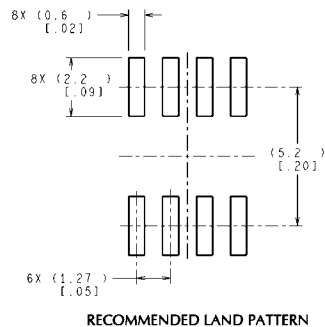 8X (0.6 )
[.02]
8X (2.2 )
[.09]
(5.2 )
[.20]
6X (1.27 )
[.05]
RECOMMENDED LAND PATTERN